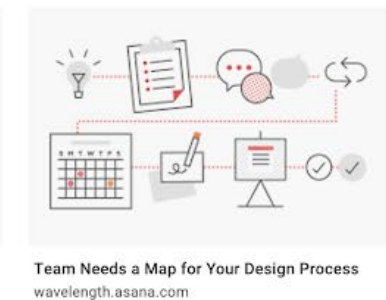 S M T W T F S
Team Needs a Map for Your Design Process
wavelength.asana.com